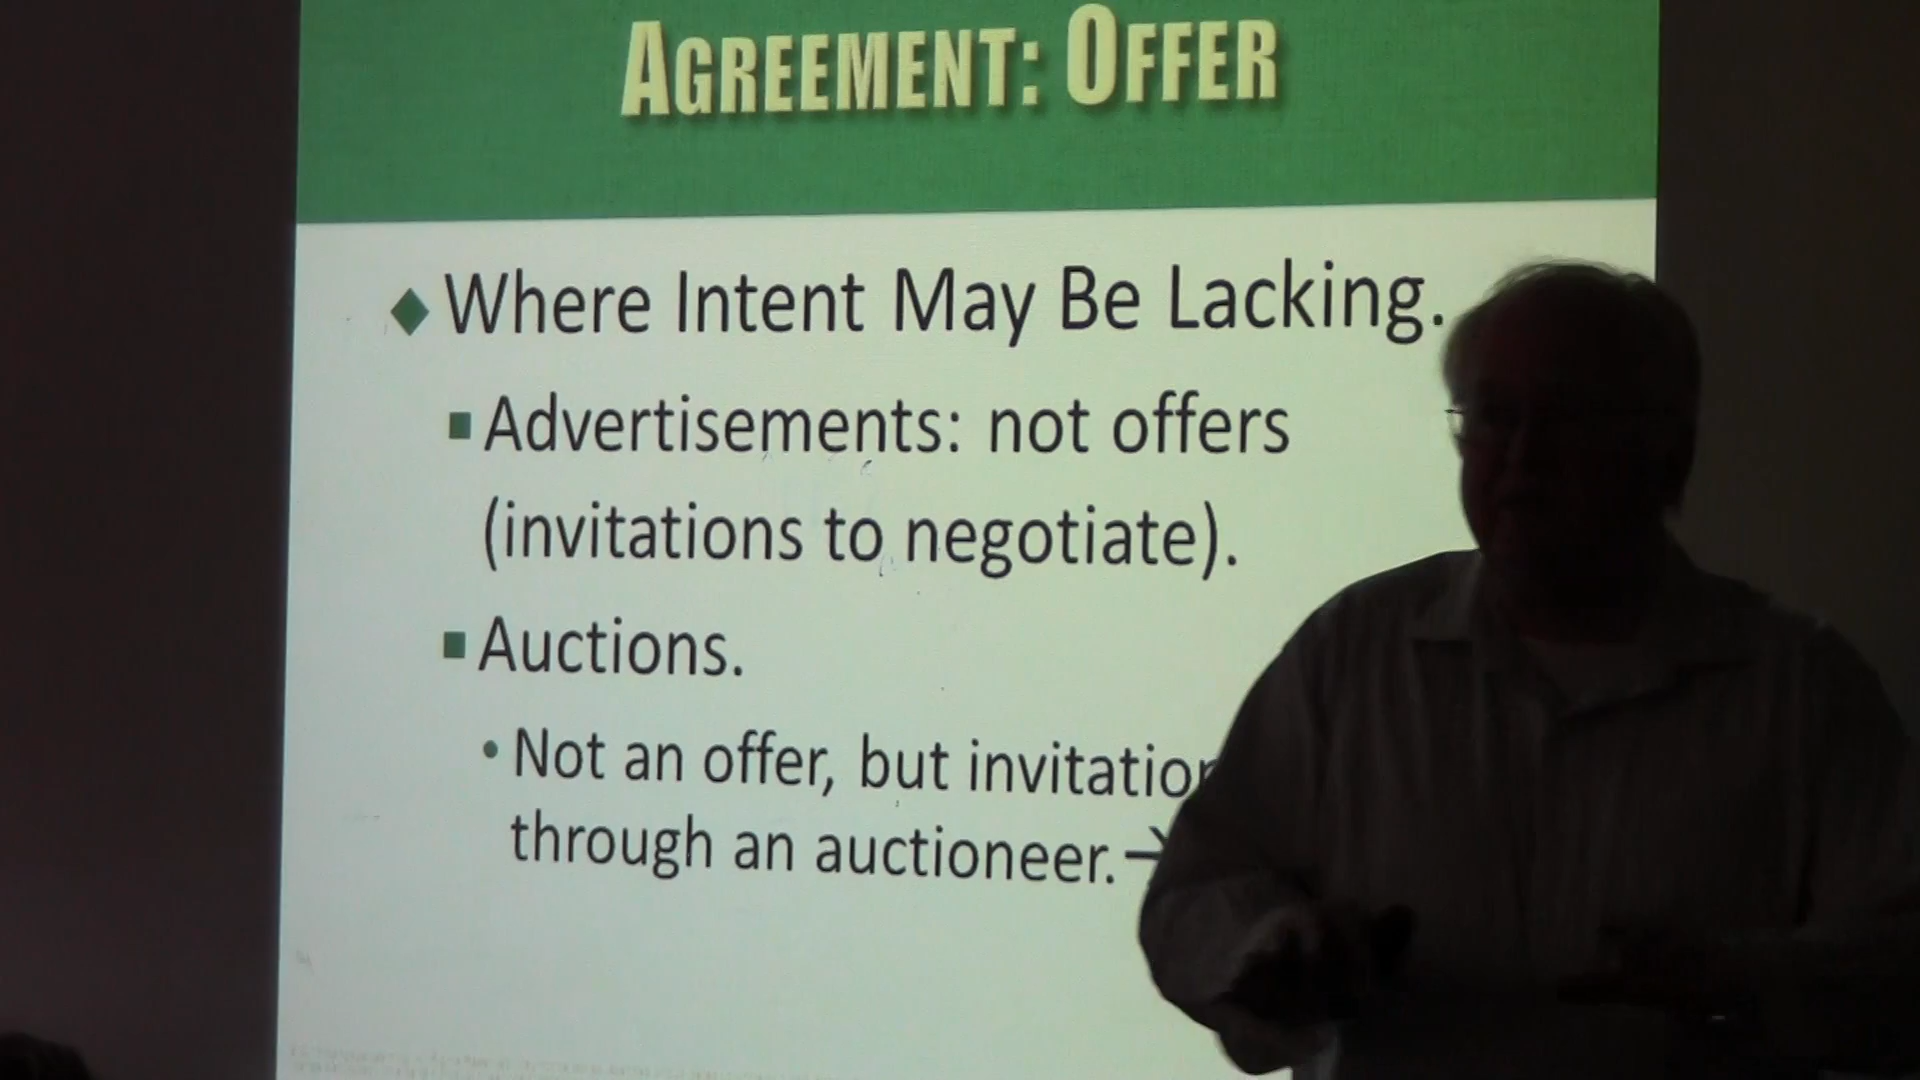 AGREEMENT: OFFER
Where Intent May Be Lacking.
Advertisements: not offers
(invitations to negotiate).
Auctions.
Not an offer, but
through an auctioneer.→